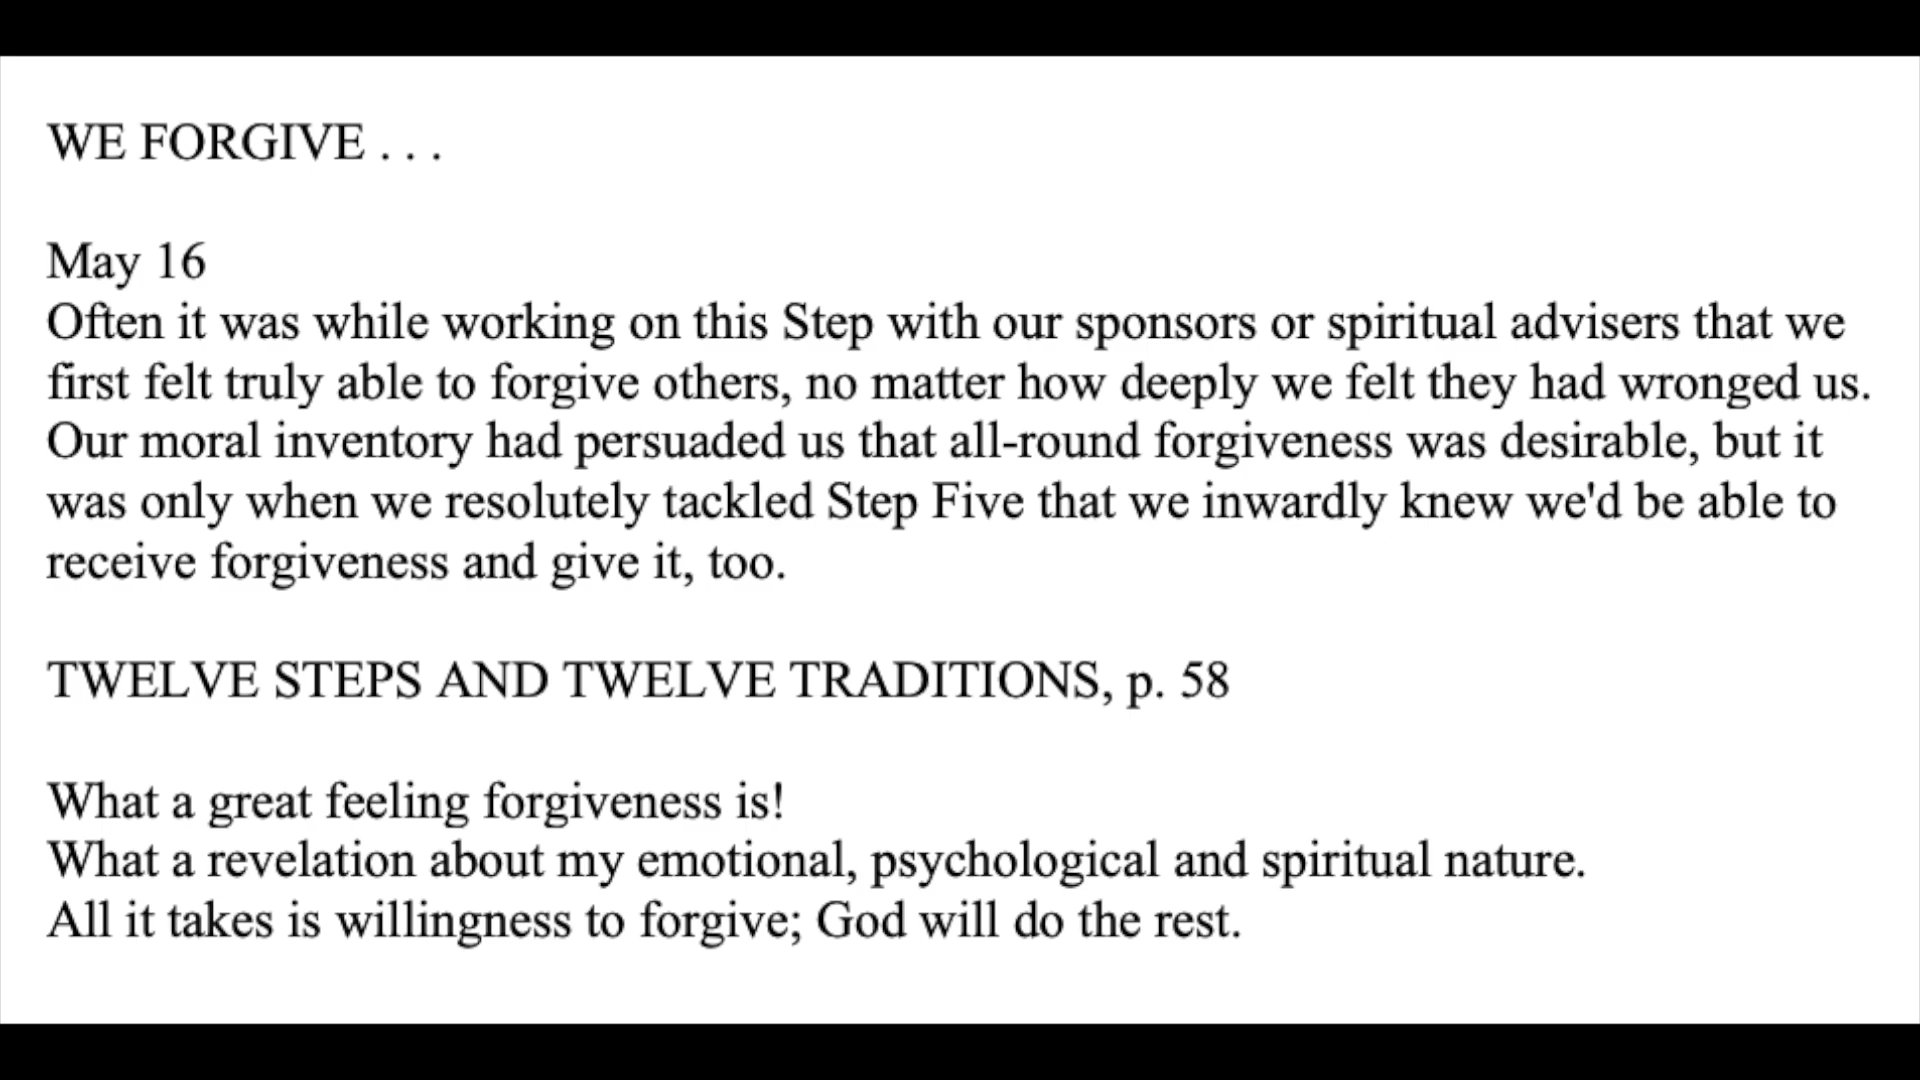 WE FORGIVE . . .
May 16
Often it was while working on this Step with our sponsors or spiritual advisers that we
first felt truly able to forgive others, no matter how deeply we felt they had wronged us.
Our moral inventory had persuaded us that all-round forgiveness was desirable, but it
was only when we resolutely tackled Step Five that we inwardly knew we'd be able to
receive forgiveness and give it, too.
TWELVE STEPS AND TWELVE TRADITIONS, p. 58
What a great feeling forgiveness is!
What a revelation about my emotional, psychological and spiritual nature.
All it takes is willingness to forgive; God will do the rest.